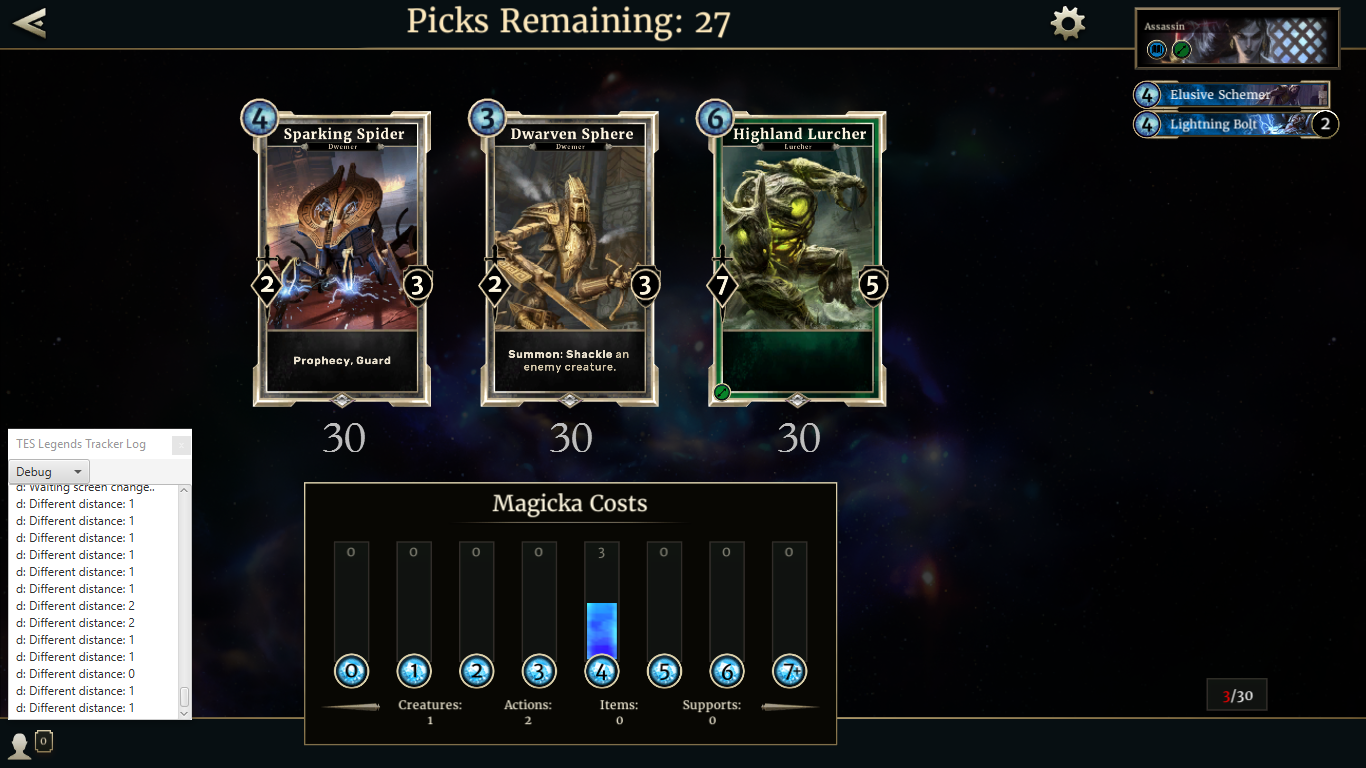 Picks Remaining: 27
Assassin
4 Elusive Schemer
4 Lightning Bolt 2
4 Sparking Spider
Dwemer
2 3
Prophecy, Guard
30
3 Dwarven Sphere
Dwemer
2 3
Summon: Shackle an
enemy creature.
30
6 Highland Lurcher
Lurcher
7 5
30
TES Legends Tracker Log
Debug
d: Waiting screen change..
d: Different distance: 1
d: Different distance: 1
d: Different distance: 1
d: Different distance: 1
d: Different distance: 1
d: Different distance: 1
d: Different distance: 2
d: Different distance: 2
d: Different distance: 1
d: Different distance: 1
d: Different distance: 0
d: Different distance: 1
d: Different distance: 1
Magicka Costs
0 0 0 0 3 0 0 0
0 1 2 3 4 5 6 7+
Creatures: Actions: Items: Supports:
1 2 0 0
3/30
0